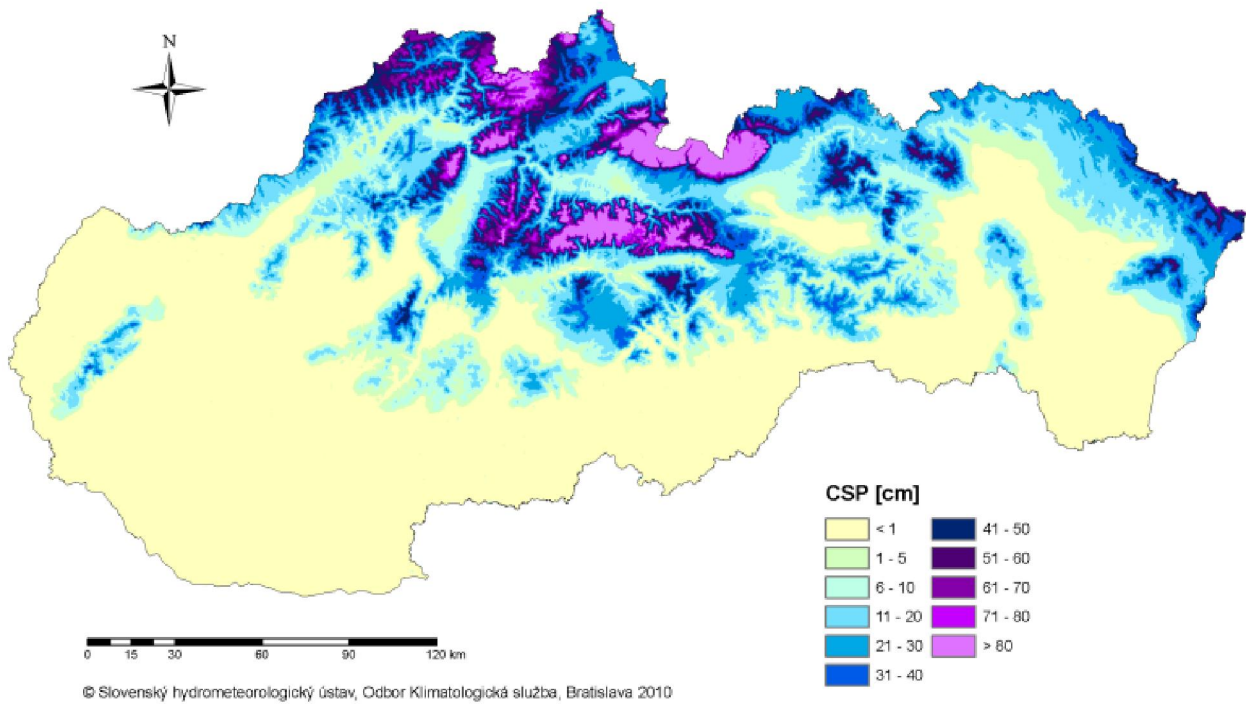 N
CSP [cm]
< 1
1 - 5
6 - 10
11 - 20
21 - 30
31 - 40
41 - 50
51 - 60
61 - 70
71 - 80
> 80
0 15 30 60 90 120 km
© Slovenský hydrometeorologický ústav, Odbor Klimatologická služba, Bratislava 2010